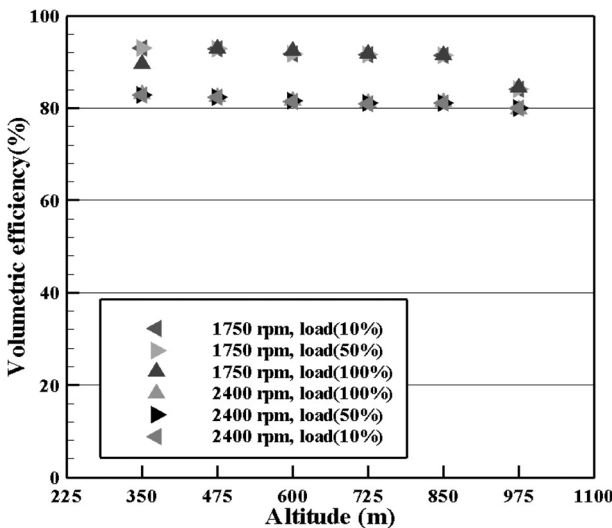 100
80
60
40
20
0
Volumetric efficiency(%)
1750 rpm, load(10%)
1750 rpm, load(50%)
1750 rpm, load(100%)
2400 rpm, load(100%)
2400 rpm, load(50%)
2400 rpm, load(10%)
225 350 475 600 725 850 975 1100
Altitude (m)